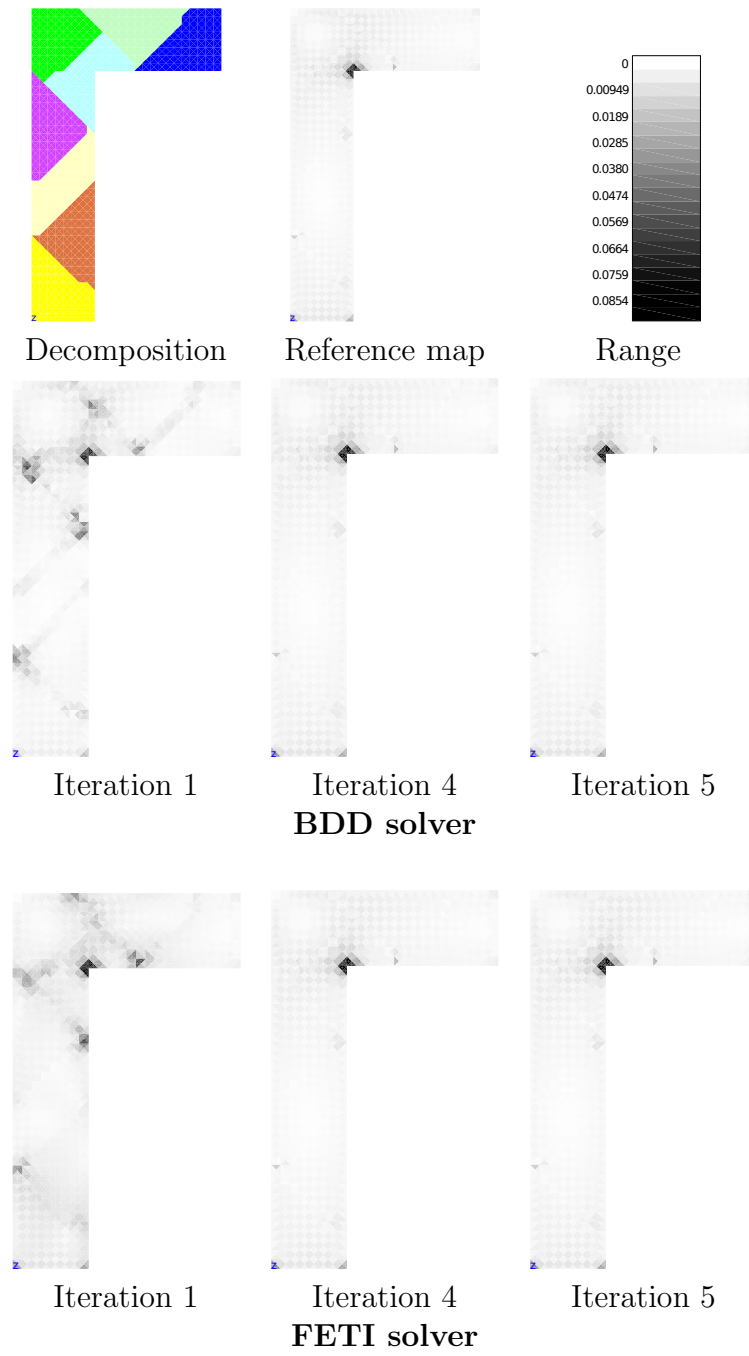 0
0.00949
0.0189
0.0285
0.0380
0.0474
0.0569
0.0664
0.0759
0.0854
z
z
Decomposition Reference map Range
z
z
z
Iteration 1 Iteration 4 Iteration 5
BDD solver
z
z
z
Iteration 1 Iteration 4 Iteration 5
FETI solver